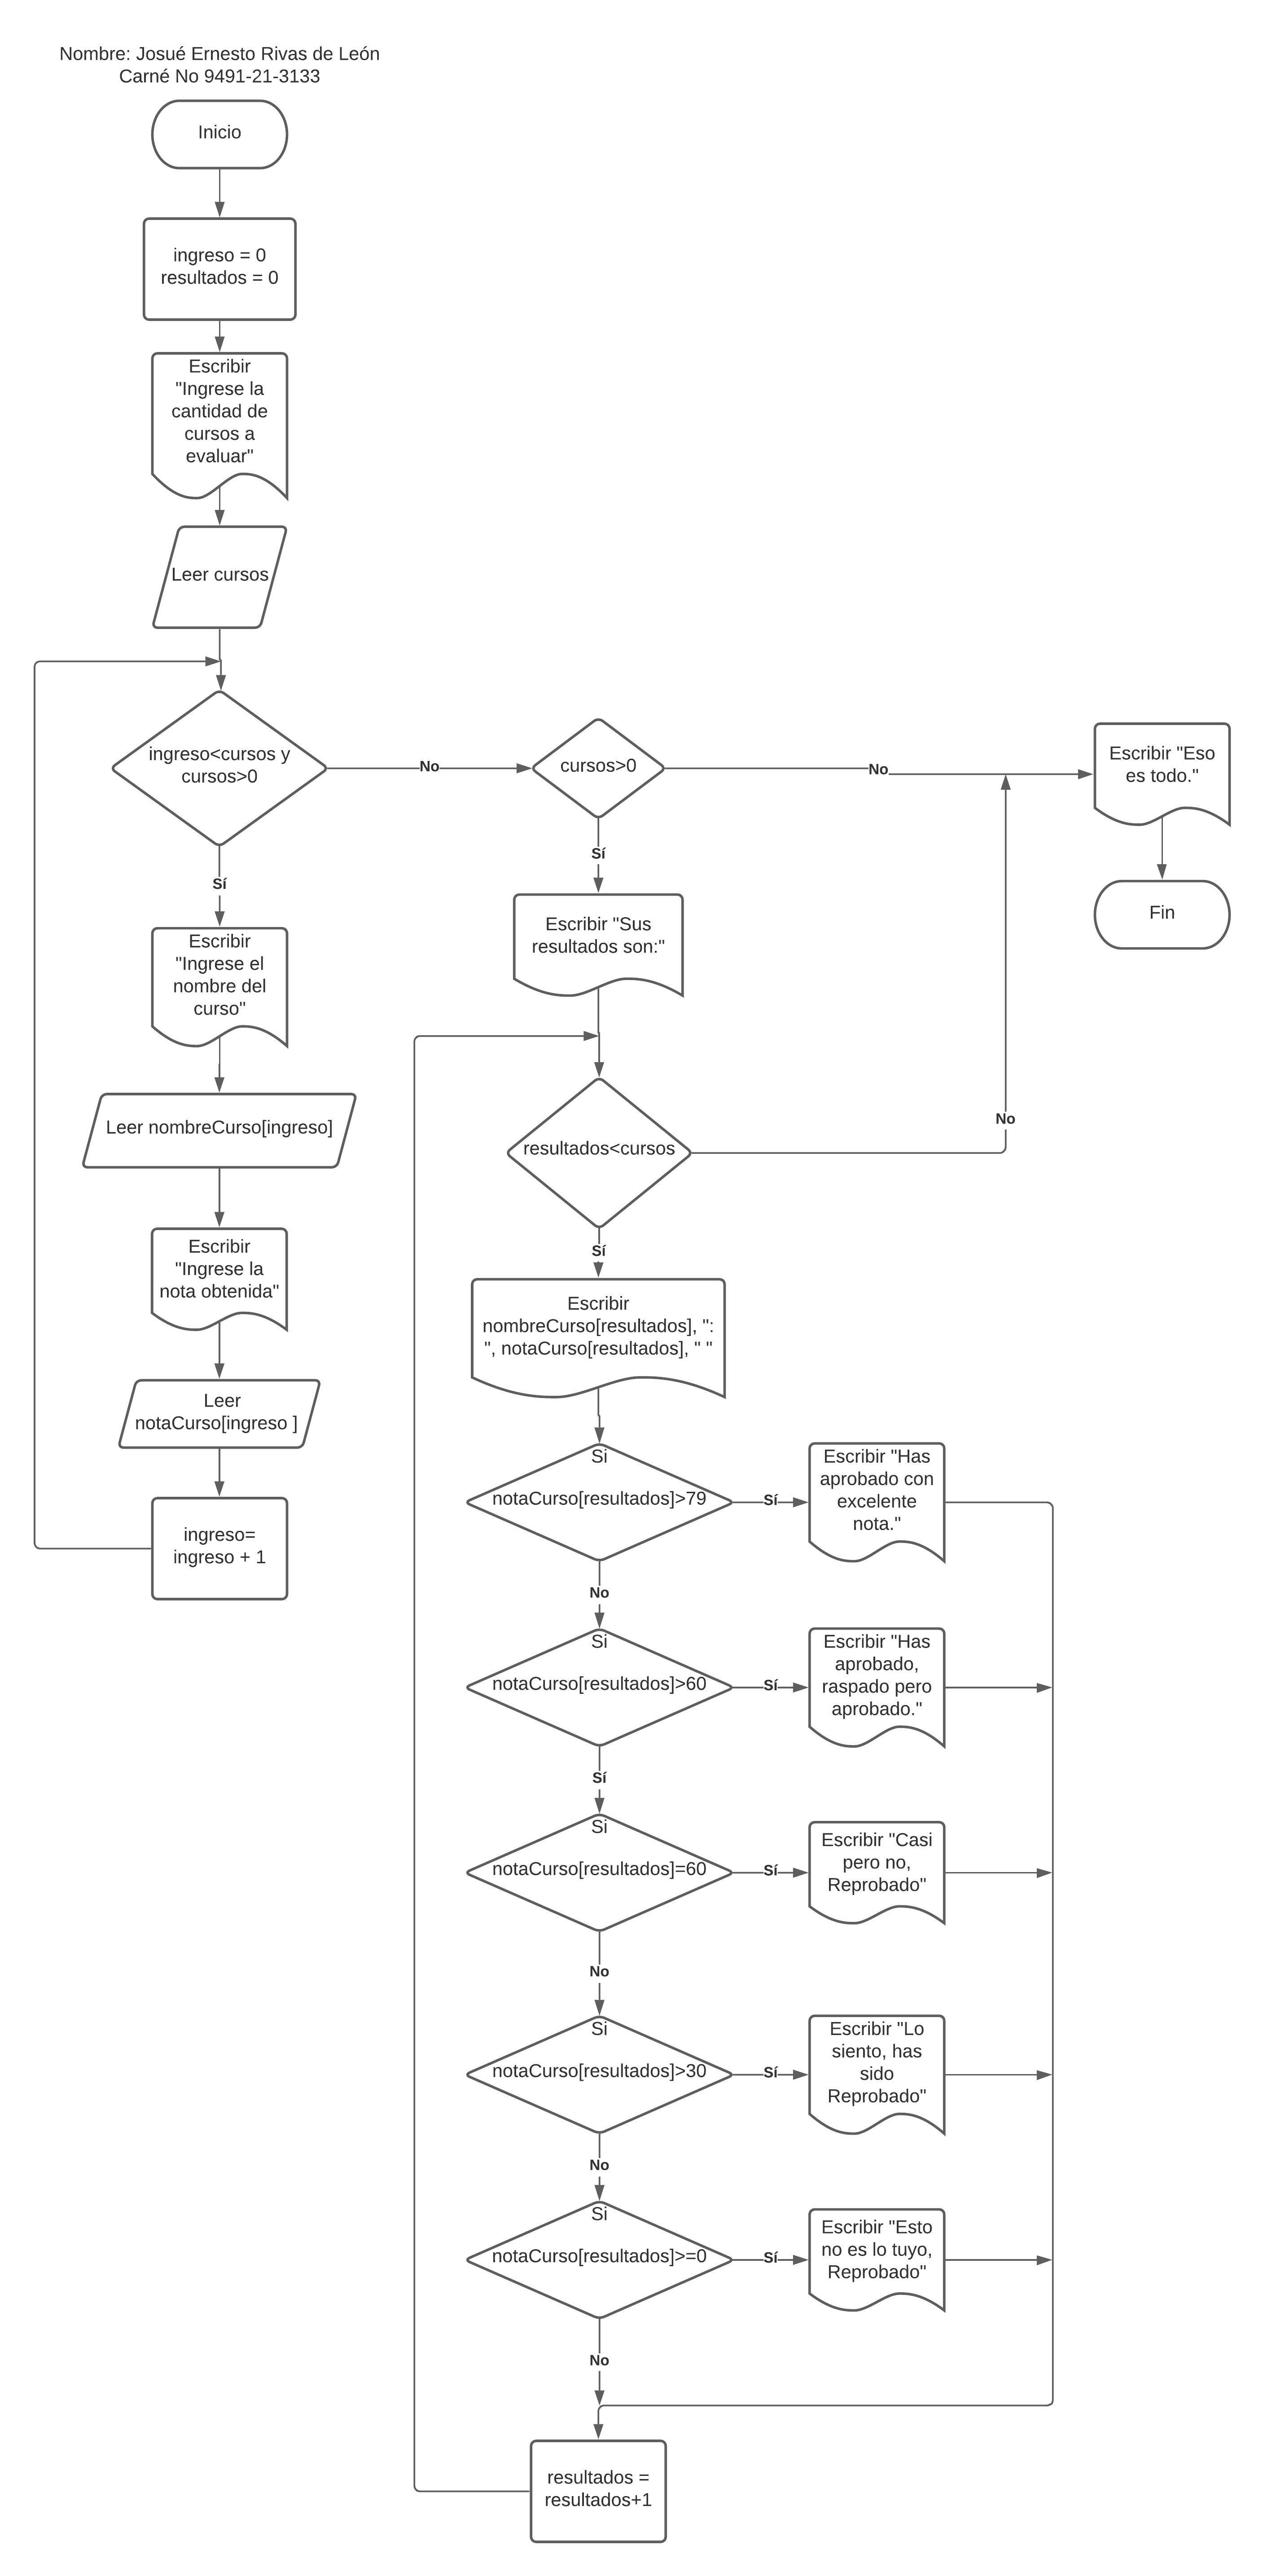 Nombre: Josué Ernesto Rivas de León
Carné No 9491-21-3133
Inicio
ingreso = 0
resultados = 0
Escribir
"Ingrese la
cantidad de
cursos a
evaluar"
Leer cursos
ingreso<cursos y
cursos>0
Sí
Escribir
"Ingrese el
nombre del
curso"
Leer nombreCurso[ingreso]
Escribir
"Ingrese la
nota obtenida"
Leer
notaCurso[ingreso ]
ingreso=
ingreso + 1
No
cursos>0
Sí
Escribir "Sus
resultados son:"
resultados<cursos
Sí
Escribir
nombreCurso[resultados], ":
", notaCurso[resultados], " "
Si
notaCurso[resultados]>79
Sí
Escribir "Has
aprobado con
excelente
nota."
No
Si
notaCurso[resultados]>60
Sí
Escribir "Has
aprobado,
raspado pero
aprobado."
Sí
Si
notaCurso[resultados]=60
Sí
Escribir "Casi
pero no,
Reprobado"
No
Si
notaCurso[resultados]>30
Sí
Escribir "Lo
siento, has
sido
Reprobado"
No
Si
notaCurso[resultados]>=0
Sí
Escribir "Esto
no es lo tuyo,
Reprobado"
No
resultados =
resultados+1
No
No
Escribir "Eso
es todo."
Fin